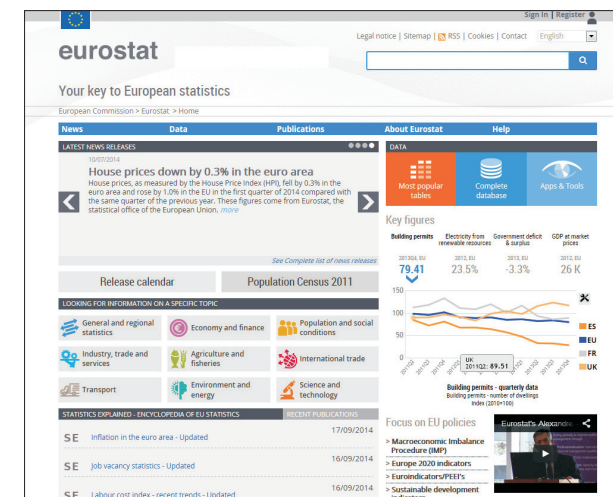 Sign In | Register
Legal notice | Sitemap | RSS | Cookies | Contact English
eurostat
Your key to European statistics
European Commission > Eurostat > Home
News Data Publications About Eurostat Help
LATEST NEWS RELEASES
10/07/2014
House prices down by 0.3% in the euro area
House prices, as measured by the House Price Index (HPI), fell by 0.3% in the
euro area and rose by 1.0% in the EU in the first quarter of 2014 compared with
the same quarter of the previous year. These figures come from Eurostat, the
statistical office of the European Union. more
See Complete list of news releases
Release calendar
Population Census 2011
LOOKING FOR INFORMATION ON A SPECIFIC TOPIC
General and regional
statistics
Economy and finance
Population and social
conditions
Industry, trade and
services
Agriculture and
fisheries
International trade
Transport
Environment and
energy
Science and
technology
STATISTICS EXPLAINED - ENCYCLOPEDIA OF EU STATISTICS
RECENT PUBLICATIONS
17/09/2014
SE Inflation in the euro area - Updated
16/09/2014
SE Job vacancy statistics - Updated
16/09/2014
SE Labour cost index - recent trends - Updated
DATA
Most popular
tables
Complete
database
Apps & Tools
Key figures
Building permits
Electricity from
renewable resources
Government deficit
& surplus
GDP at market
prices
2013Q4, EU 2012, EU 2013, EU 2012, EU
79.41 23.5% -3.3% 26 K
150
100
50
0
ES
EU
FR
UK
UK
2011Q2: 89.51
2011Q2 2011Q3
Building permits - quarterly data
Building permits - number of dwellings
Index (2010=100)
Focus on EU policies
> Macroeconomic Imbalance
Procedure (IMP)
> Europe 2020 indicators
> Euroindicators/PEEI's
> Sustainable development
indicators
Eurostat's Alexandre